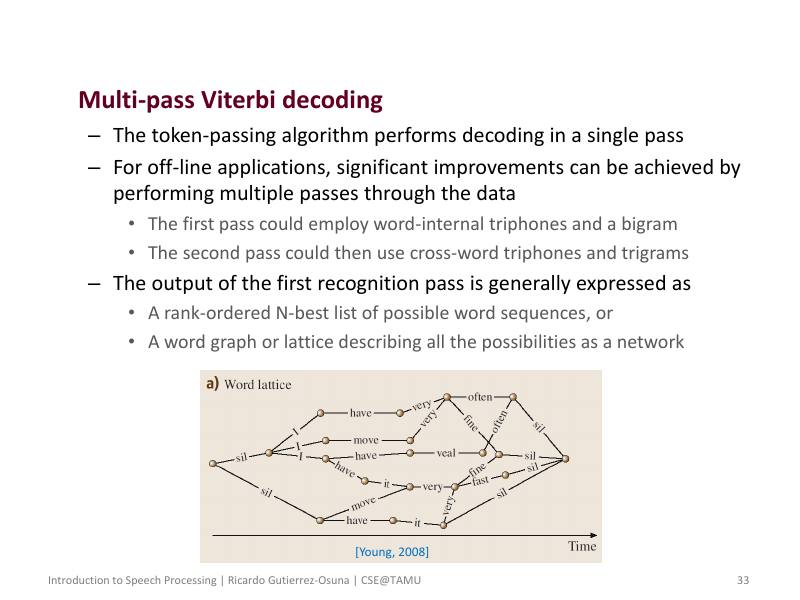 Multi-pass Viterbi decoding
– The token-passing algorithm performs decoding in a single pass
– For off-line applications, significant improvements can be achieved by
performing multiple passes through the data
• The first pass could employ word-internal triphones and a bigram
• The second pass could then use cross-word triphones and trigrams
– The output of the first recognition pass is generally expressed as
• A rank-ordered N-best list of possible word sequences, or
• A word graph or lattice describing all the possibilities as a network
a) Word lattice
often
have
very
very
fine
often
sil
I
I
move
sil
I
have
veal
sil
have
it
very
fine
fast
sil
sil
move
very
sil
have
it
Time
[Young, 2008]
Introduction to Speech Processing | Ricardo Gutierrez-Osuna | CSE@TAMU
33